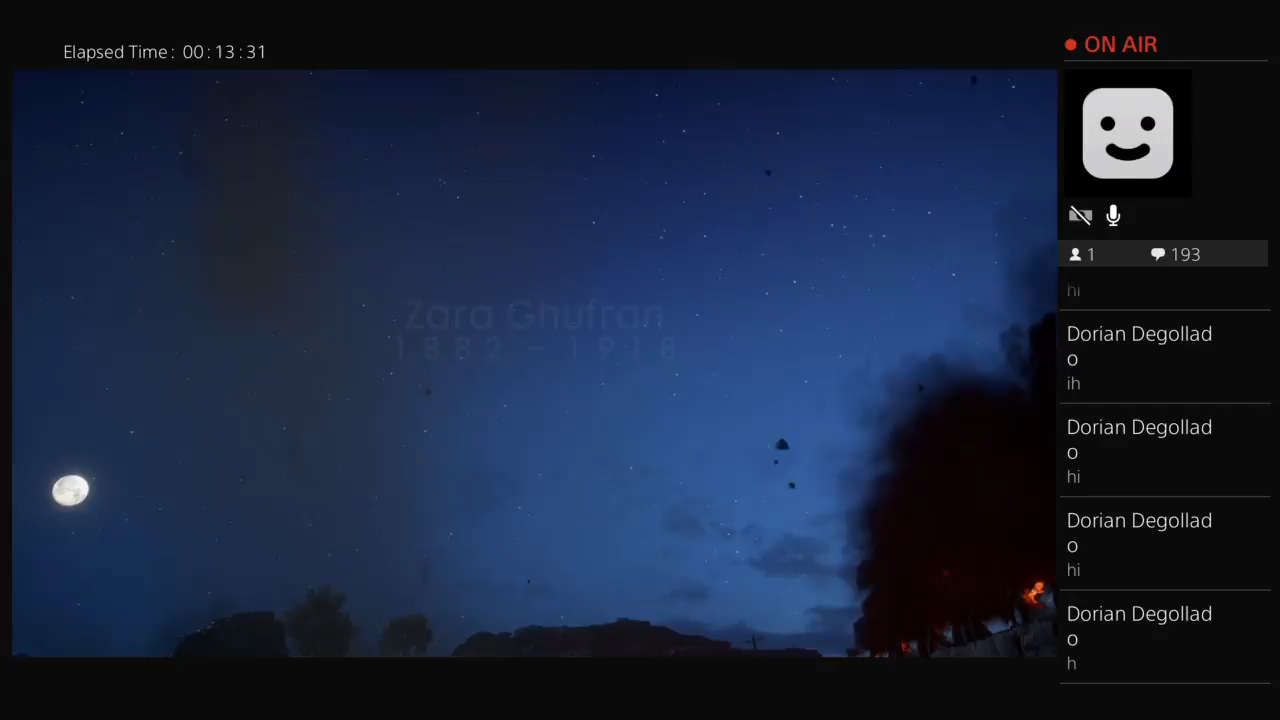 Elapsed Time: 00:13:31
ON AIR
1 193
hi
Zara Ghufran
1882 – 1918
Dorian Degollad
o
ih
Dorian Degollad
o
hi
Dorian Degollad
o
hi
Dorian Degollad
o
h